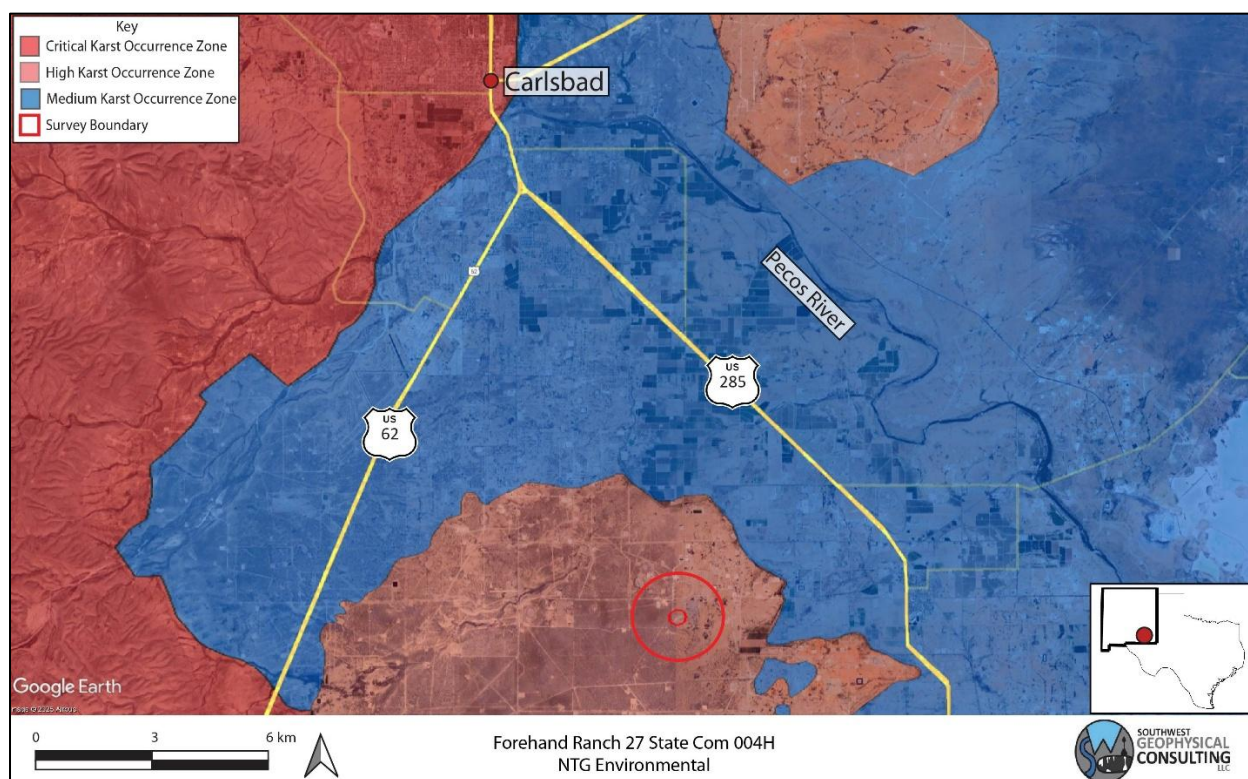 Key
Critical Karst Occurrence Zone
High Karst Occurrence Zone
Medium Karst Occurrence Zone
Survey Boundary
Carlsbad
Pecos River
US
285
US
62
62
Google Earth
0
3
6 km
Forehand Ranch 27 State Com 004H
NTG Environmental
SOUTHWEST
GEOPHYSICAL
CONSULTING
LLC